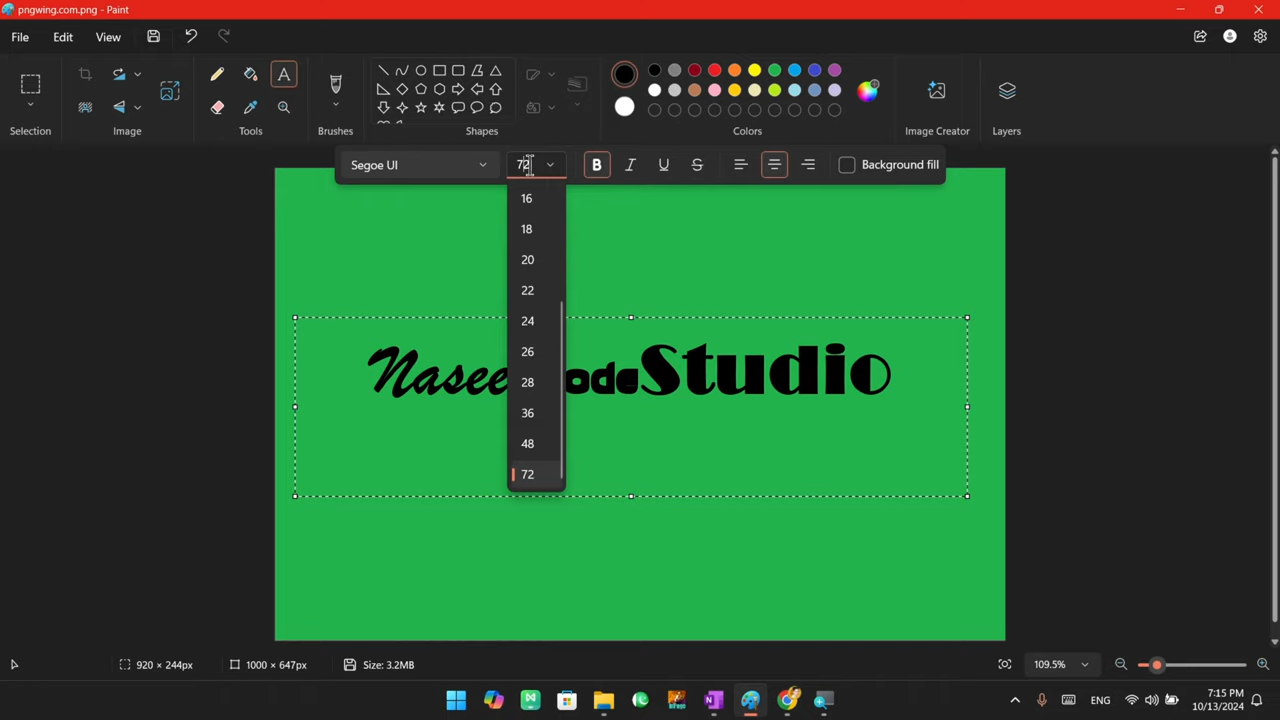 pngwing.com.png - Paint
File Edit View
Selection Image Tools Brushes Shapes Colors Image Creator Layers
Segoe UI 72 B I U S Background fill
16
18
20
22
24
26
28
36
48
72
Studio
920 × 244px 1000 × 647px Size: 3.2MB 109.5%
ENG 7:15 PM
10/13/2024